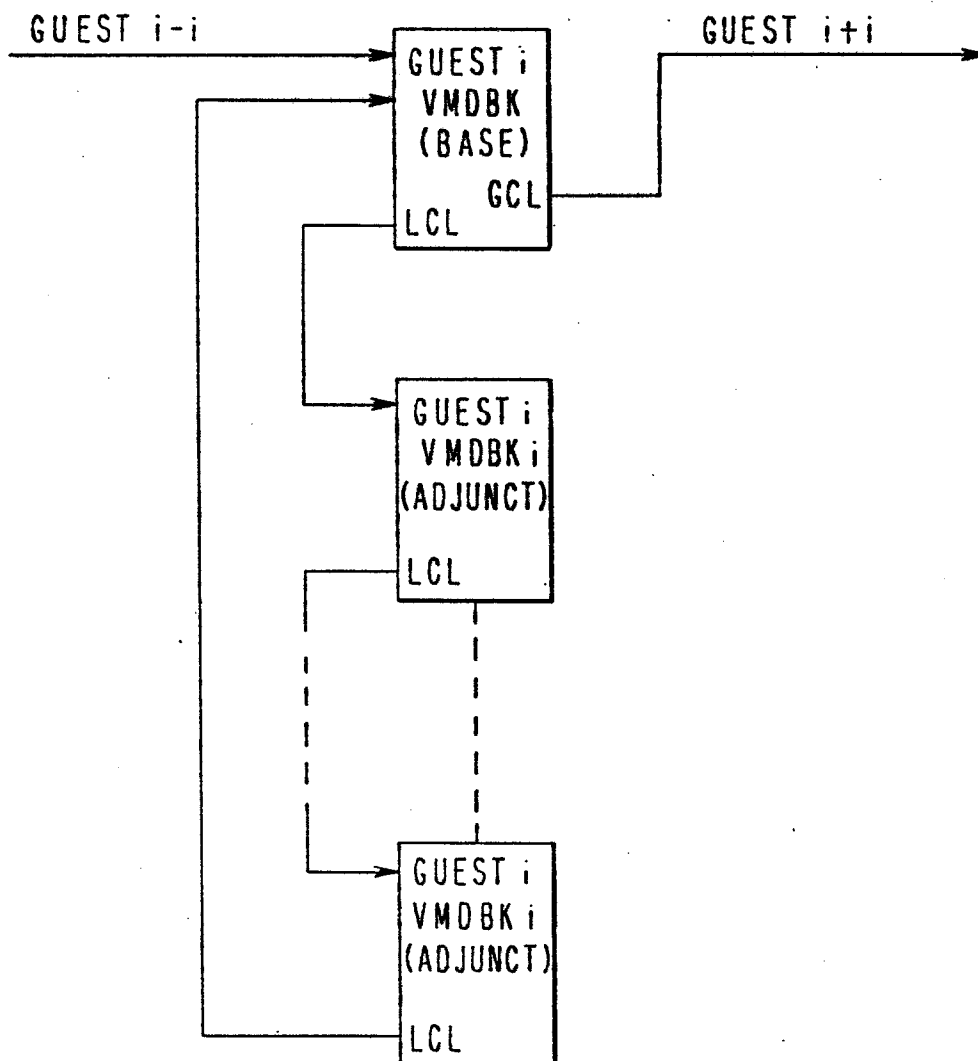 GUEST i-i
GUEST i+i
GUEST i
VMDBK
(BASE)
GCL
LCL
GUEST i
VMDBK i
(ADJUNCT)
LCL
GUEST i
VMDBK i
(ADJUNCT)
LCL